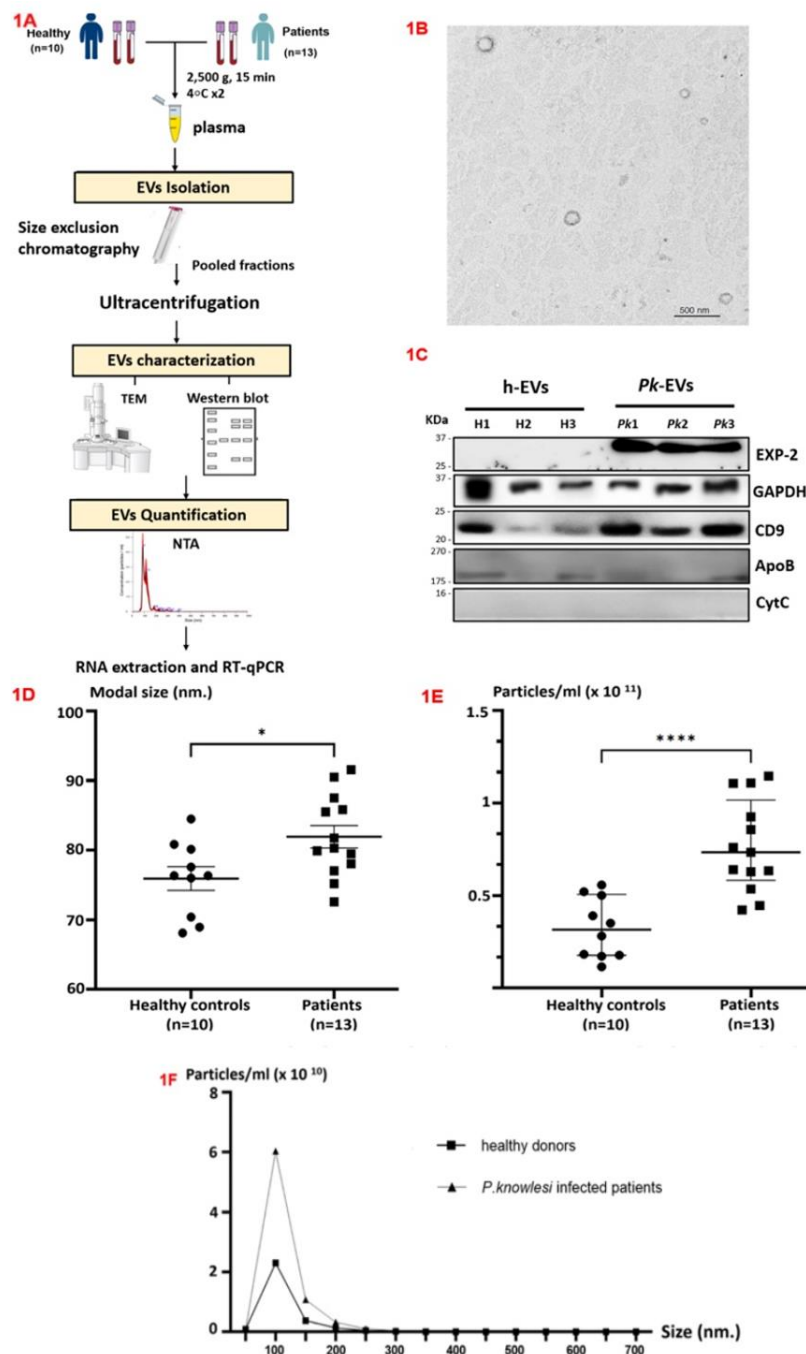 1A
Healthy
(n=10)
Patients
(n=13)
2,500 g, 15 min
4○C x2
plasma
EVs Isolation
Size exclusion
chromatography
Pooled fractions
Ultracentrifugation
EVs characterization
TEM
Western blot
EVs Quantification
NTA
RNA extraction and RT-qPCR
1B
500 nm
1C
h-EVs
Pk-EVs
KDa
H1 H2 H3 Pk1 Pk2 Pk3
37 -
25 -
EXP-2
37 -
GAPDH
25 -
20 -
CD9
270 -
175 -
ApoB
16 -
CytC
1D
Modal size (nm.)
100
90
80
70
60
*
Healthy controls
(n=10)
Patients
(n=13)
1E
Particles/ml (x 10 11)
1.5
1
0.5
****
Healthy controls
(n=10)
Patients
(n=13)
1F
Particles/ml (x 10 10)
8
6
4
2
0
healthy donors
P.knowlesi infected patients
100 200 300 400 500 600 700
Size (nm.)